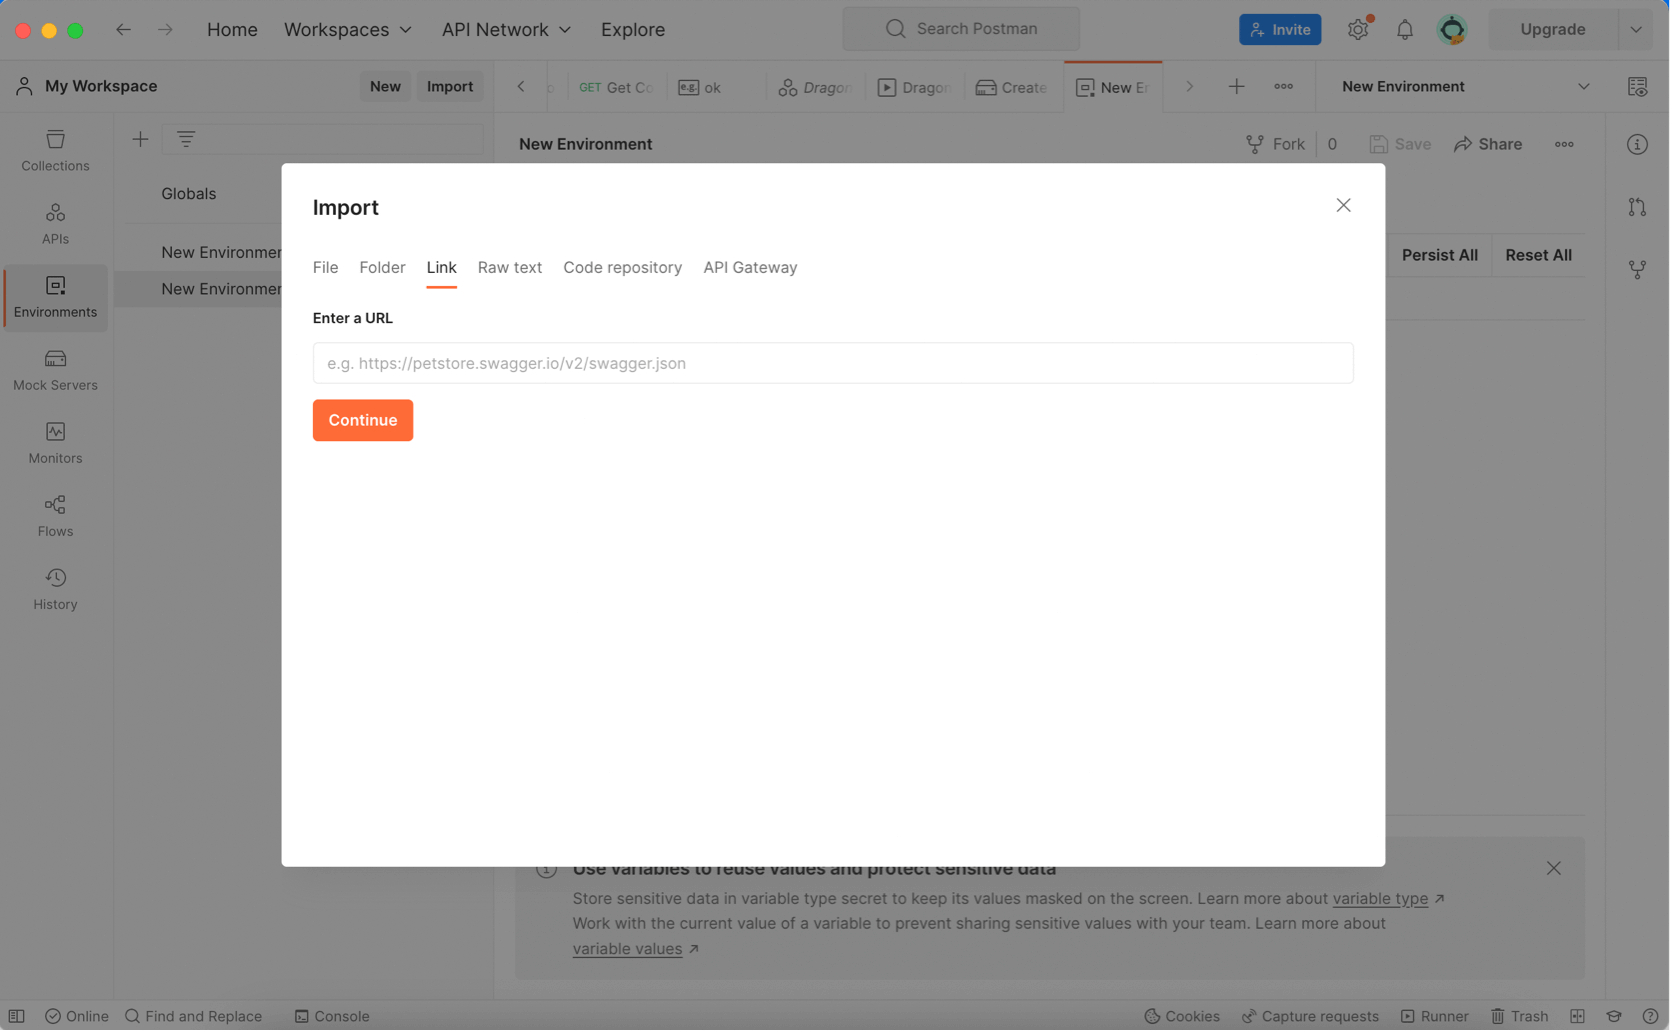 Home Workspaces API Network Explore Search Postman Invite Upgrade
My Workspace New Import GET Get Co e.g. ok Dragon Dragon Create New En New Environment
New Environment Fork 0 Save Share
Collections
Globals
APIs
New Environmen
New Environmen
Persist All Reset All
Environments
Mock Servers
Monitors
Flows
History
Import
File Folder Link Raw text Code repository API Gateway
Enter a URL
e.g. https://petstore.swagger.io/v2/swagger.json
Continue
Use variables to reuse values and protect sensitive data
Store sensitive data in variable type secret to keep its values masked on the screen. Learn more about variable type ↗
Work with the current value of a variable to prevent sharing sensitive values with your team. Learn more about
variable values ↗
Online Find and Replace Console Cookies Capture requests Runner Trash